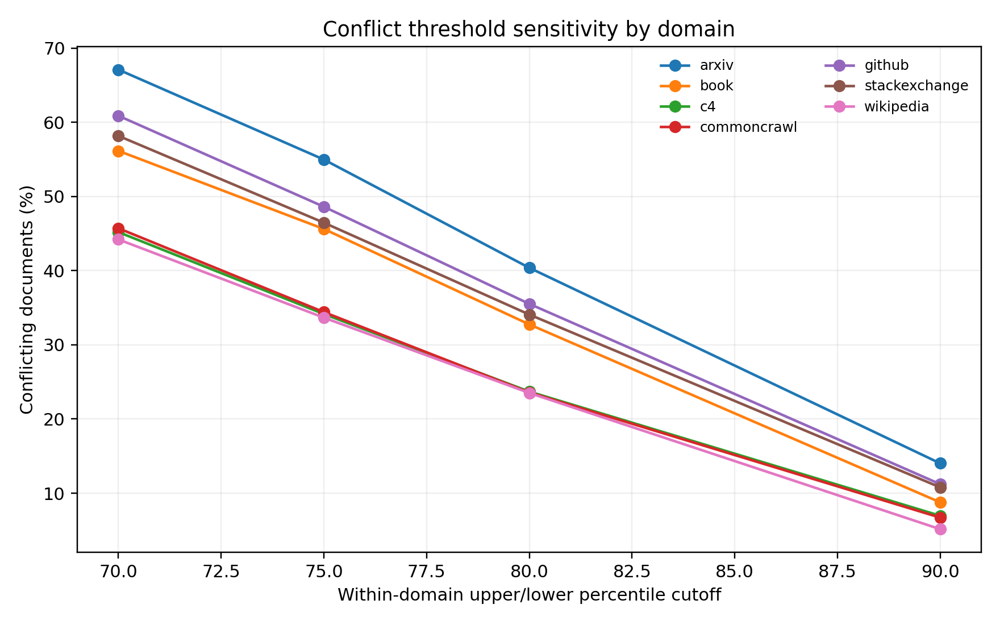 Conflict threshold sensitivity by domain
70
60
50
40
30
20
10
Conflicting documents (%)
arxiv
book
c4
commoncrawl
github
stackexchange
wikipedia
70.0 72.5 75.0 77.5 80.0 82.5 85.0 87.5 90.0
Within-domain upper/lower percentile cutoff